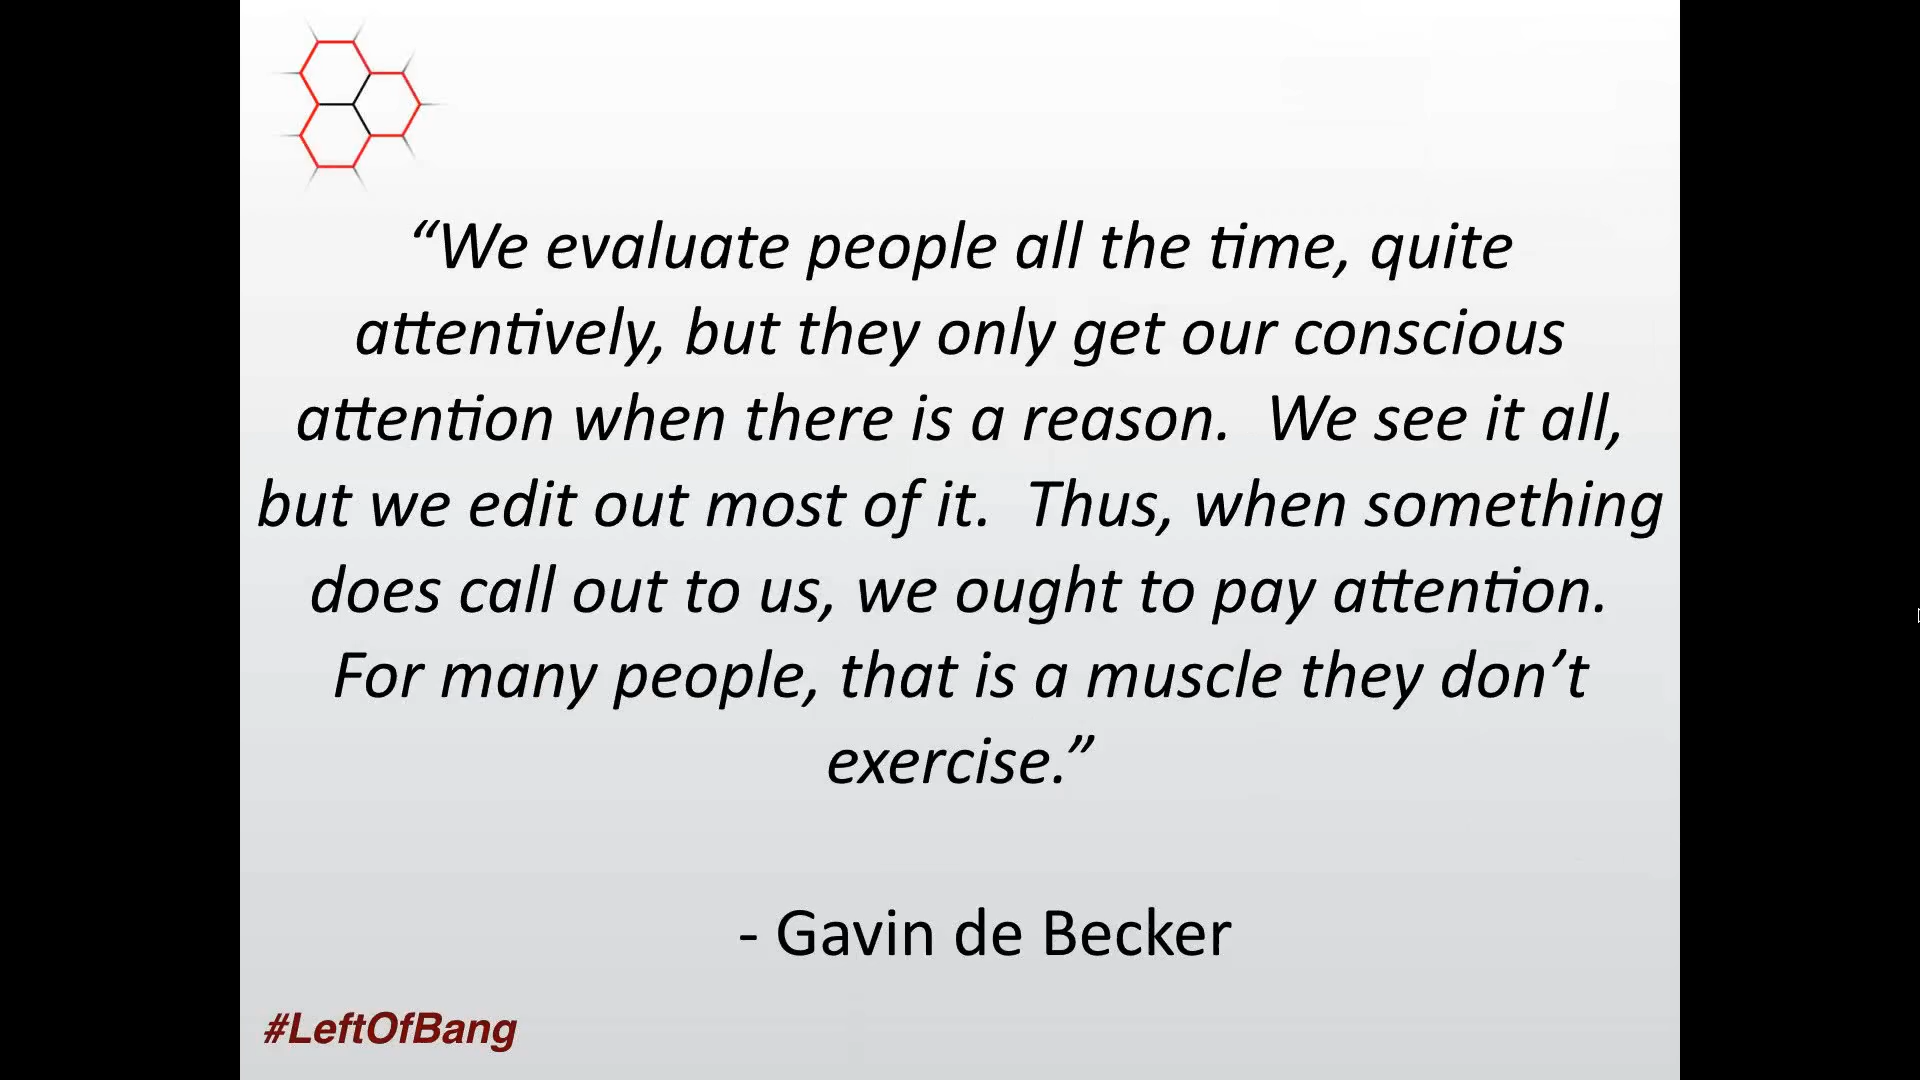 “We evaluate people all the time, quite
attentively, but they only get our conscious
attention when there is a reason.  We see it all,
but we edit out most of it.  Thus, when something
does call out to us, we ought to pay attention.
For many people, that is a muscle they don’t
exercise.”
- Gavin de Becker
#LeftOfBang